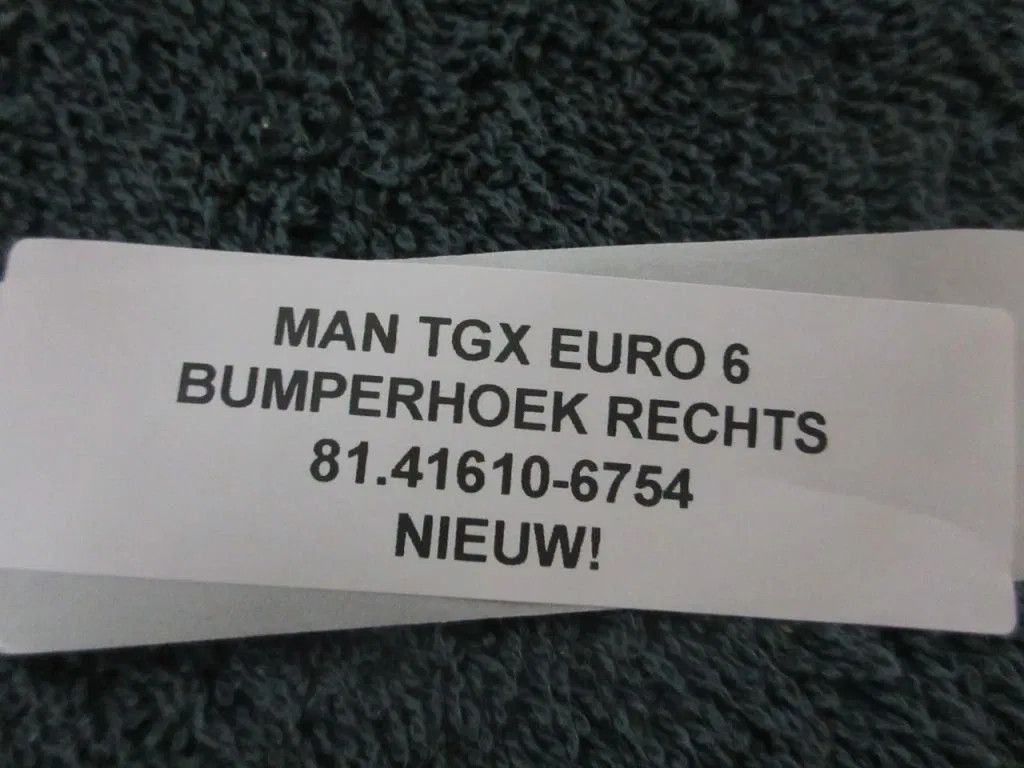 MAN TGX EURO 6
BUMPERHOEK RECHTS
81.41610-6754
NIEUW!